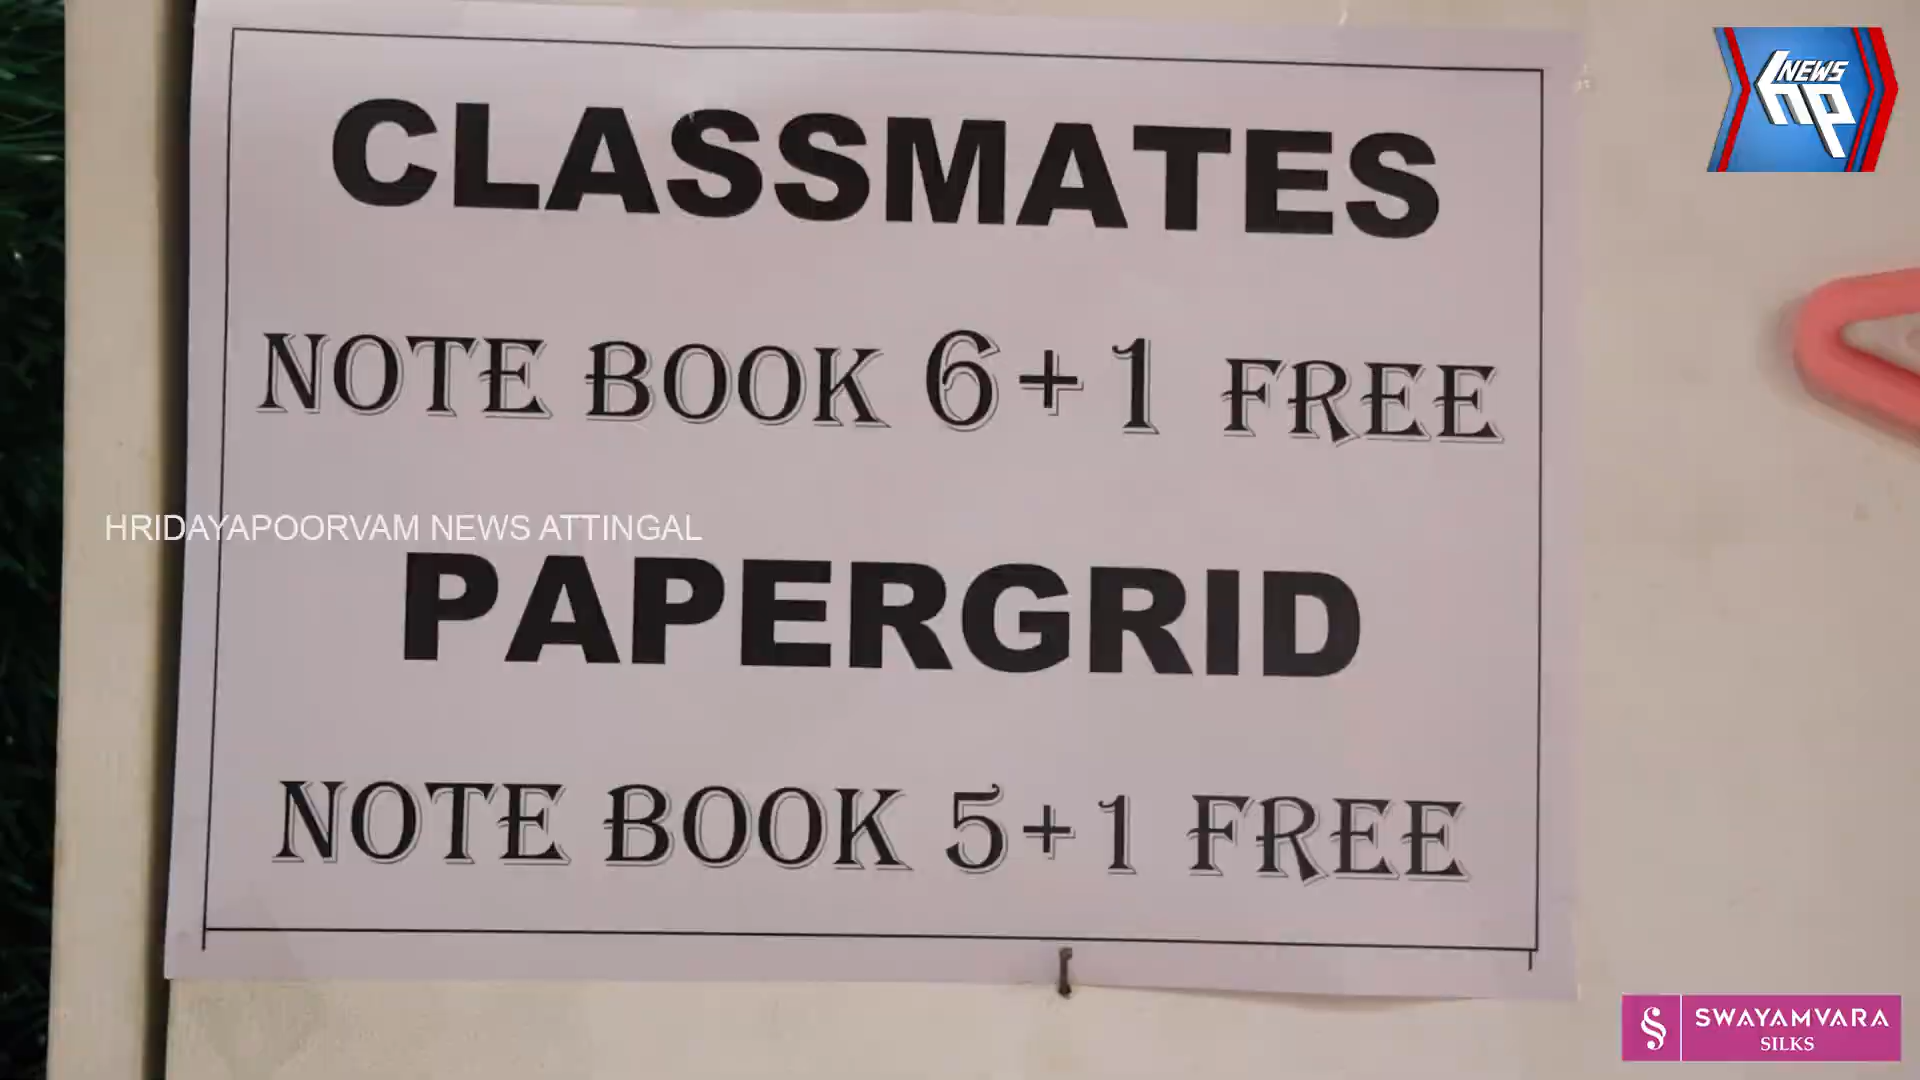 NEWS
hp
CLASSMATES
NOTE BOOK 6+1 FREE
HRIDAYAPOORVAM NEWS ATTINGAL
PAPERGRID
NOTE BOOK 5+1 FREE
SWAYAMVARA
SILKS